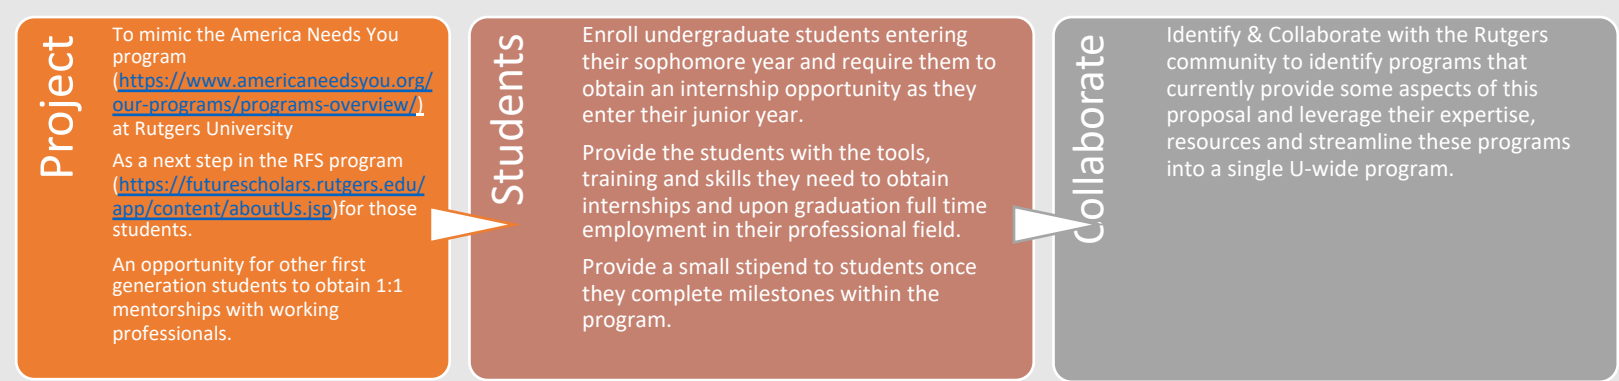 Project
To mimic the America Needs You
program
(https://www.americaneedsyou.org/
our-programs/programs-overview/)
at Rutgers University
As a next step in the RFS program
(https://futurescholars.rutgers.edu/
app/content/aboutUs.jsp)for those
students.
An opportunity for other first
generation students to obtain 1:1
mentorships with working
professionals.
Students
Enroll undergraduate students entering
their sophomore year and require them to
obtain an internship opportunity as they
enter their junior year.
Provide the students with the tools,
training and skills they need to obtain
internships and upon graduation full time
employment in their professional field.
Provide a small stipend to students once
they complete milestones within the
program.
Collaborate
Identify & Collaborate with the Rutgers
community to identify programs that
currently provide some aspects of this
proposal and leverage their expertise,
resources and streamline these programs
into a single U-wide program.